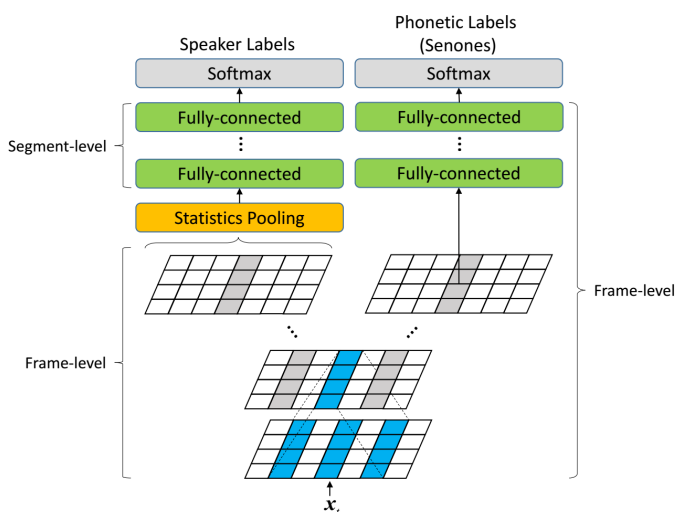 Speaker Labels
Softmax
Fully-connected
Segment-level
Fully-connected
Statistics Pooling
Phonetic Labels
(Senones)
Softmax
Fully-connected
Fully-connected
Frame-level
Frame-level